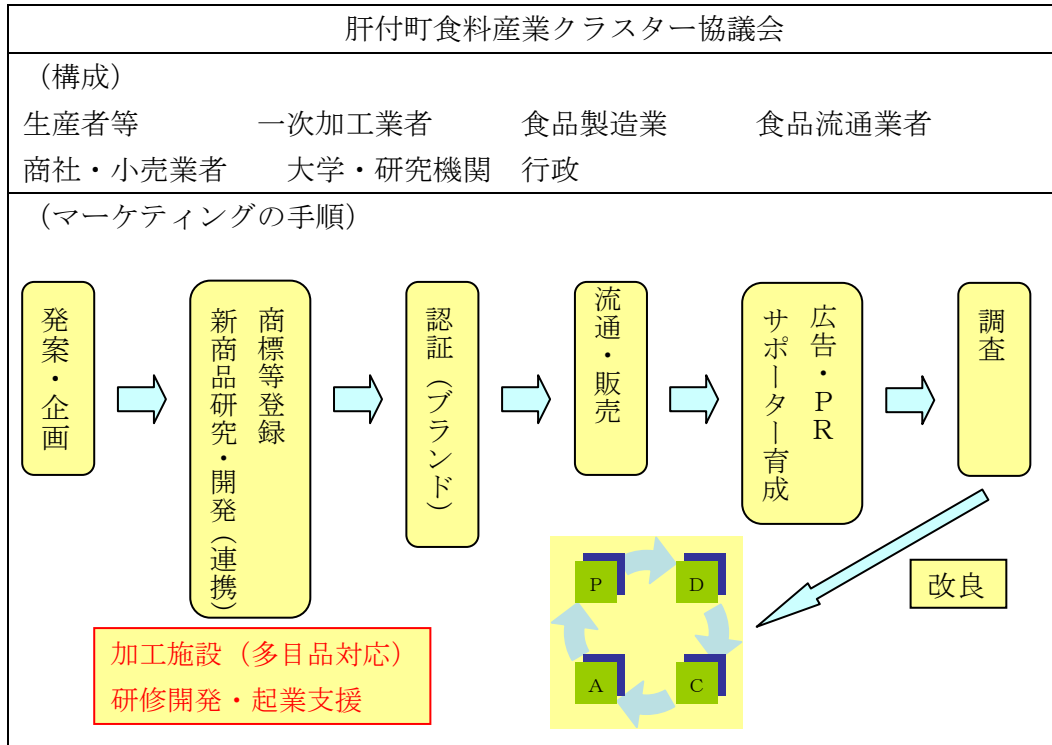 肝付町食料産業クラスター協議会
（構成）
生産者等　一次加工業者　食品製造業　食品流通業者
商社・小売業者　大学・研究機関　行政
（マーケティングの手順）
発案・企画
商標等登録
新商品研究・開発（連携）
認証（ブランド）
流通・販売
広告・ＰＲ
サポーター育成
調査
改良
P
D
A
C
加工施設（多目品対応）
研修開発・起業支援